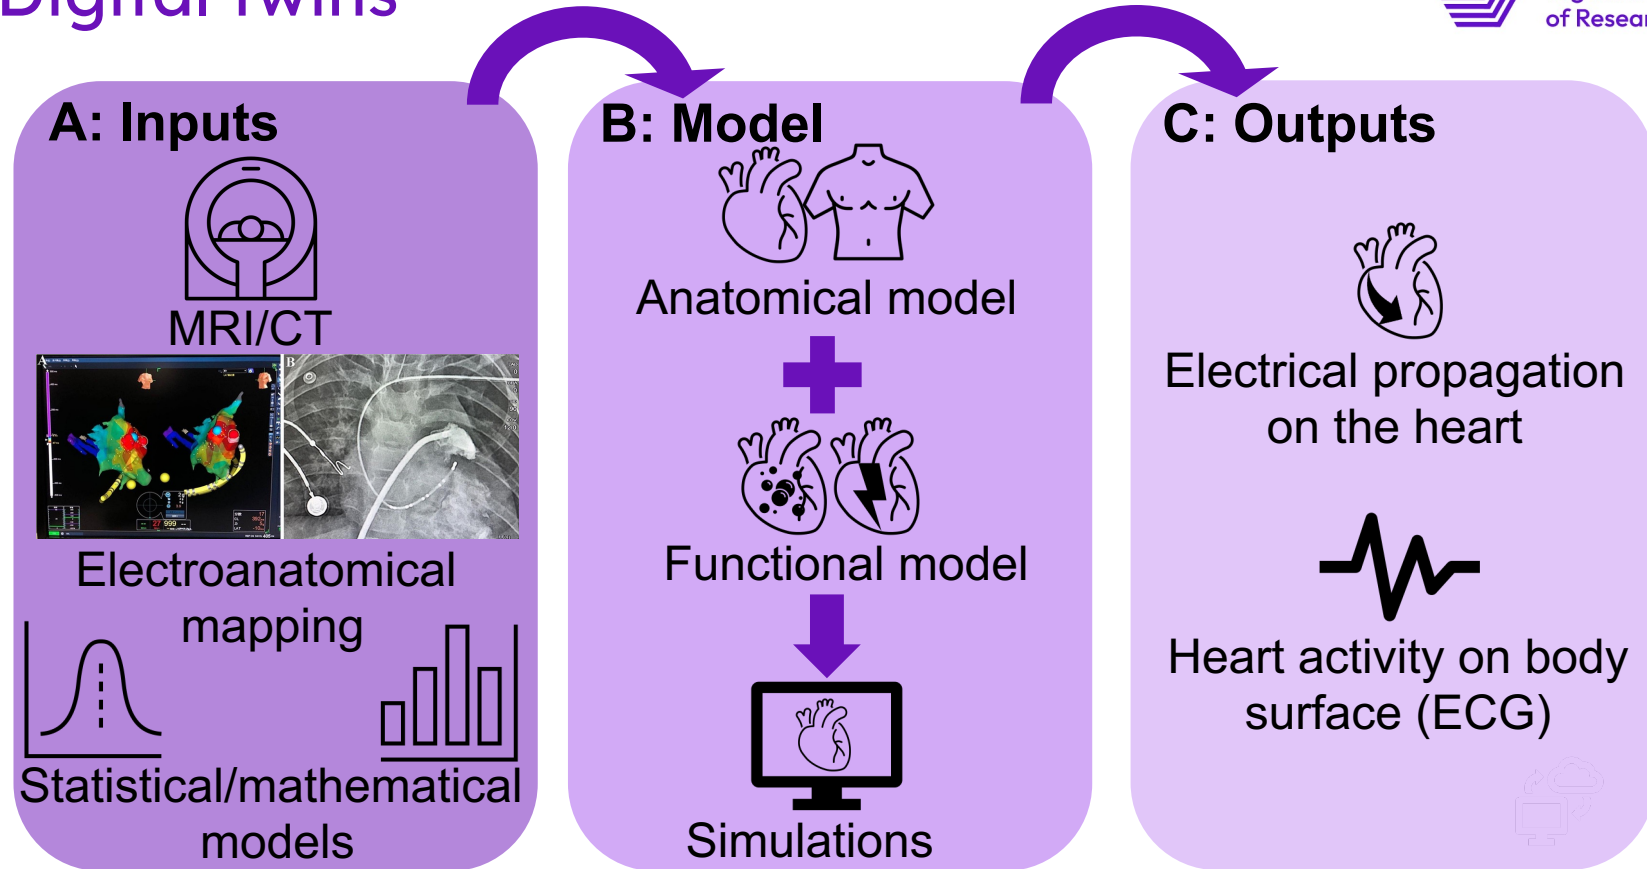 Digital Twins
of Resear
A: Inputs
MRI/CT
A
B
Electroanatomical
mapping
Statistical/mathematical
models
B: Model
Anatomical model
Functional model
Simulations
C: Outputs
Electrical propagation
on the heart
Heart activity on body
surface (ECG)